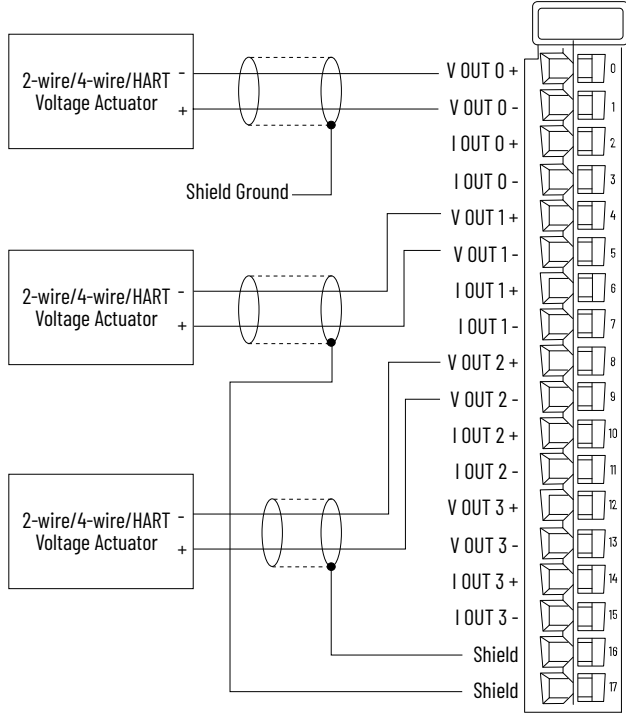 2-wire/4-wire/HART -
Voltage Actuator +
Shield Ground
2-wire/4-wire/HART -
Voltage Actuator +
2-wire/4-wire/HART -
Voltage Actuator +
V OUT 0 + 0
V OUT 0 - 1
I OUT 0 + 2
I OUT 0 - 3
V OUT 1 + 4
V OUT 1 - 5
I OUT 1 + 6
I OUT 1 - 7
V OUT 2 + 8
V OUT 2 - 9
I OUT 2 + 10
I OUT 2 - 11
V OUT 3 + 12
V OUT 3 - 13
I OUT 3 + 14
I OUT 3 - 15
Shield 16
Shield 17